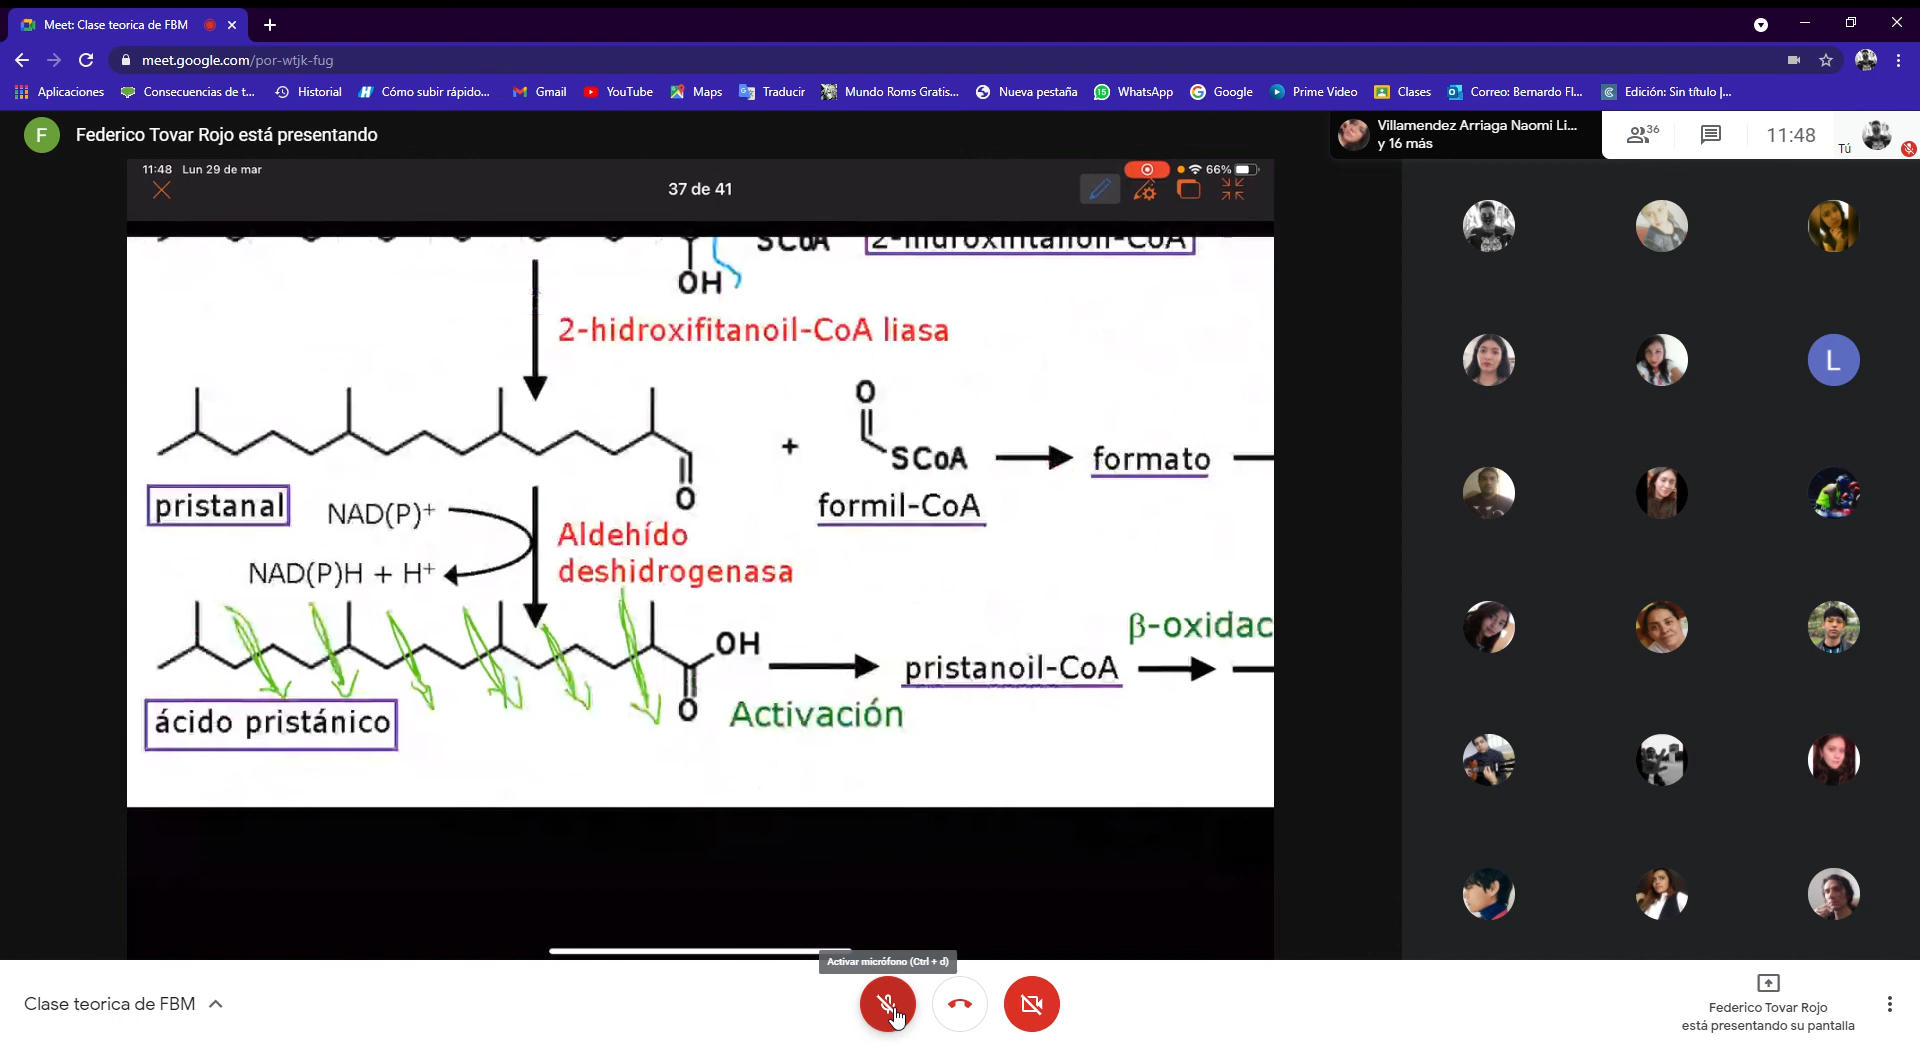 Meet: Clase teorica de FBM
meet.google.com/por-wtjk-fug
Aplicaciones Consecuencias de t... Historial Cómo subir rápido... Gmail YouTube Maps Traducir Mundo Roms Gratis... Nueva pestaña WhatsApp Google Prime Video Clases Correo: Bernardo Fl... Edición: Sin título |...
F Federico Tovar Rojo está presentando
Villamendez Arriaga Naomi Li...
y 16 más
36
11:48
Tú
11:48 Lun 29 de mar
66%
37 de 41
SCoA 2-hidroxifitanoil-CoA
OH
2-hidroxifitanoil-CoA liasa
O
+
SCoA
formato
O
pristanal
NAD(P)+
formil-CoA
Aldehído
deshidrogenasa
NAD(P)H + H+
OH
β-oxidac
pristanoil-CoA
O
ácido pristánico
Activación
L
Activar micrófono (Ctrl + d)
Clase teorica de FBM
Federico Tovar Rojo
está presentando su pantalla